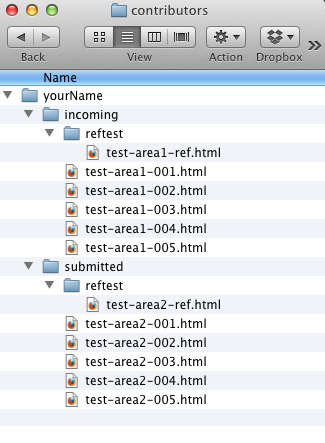 contributors
Back
View
Action
Dropbox
Name
yourName
incoming
reftest
test-area1-ref.html
test-area1-001.html
test-area1-002.html
test-area1-003.html
test-area1-004.html
test-area1-005.html
submitted
reftest
test-area2-ref.html
test-area2-001.html
test-area2-002.html
test-area2-003.html
test-area2-004.html
test-area2-005.html